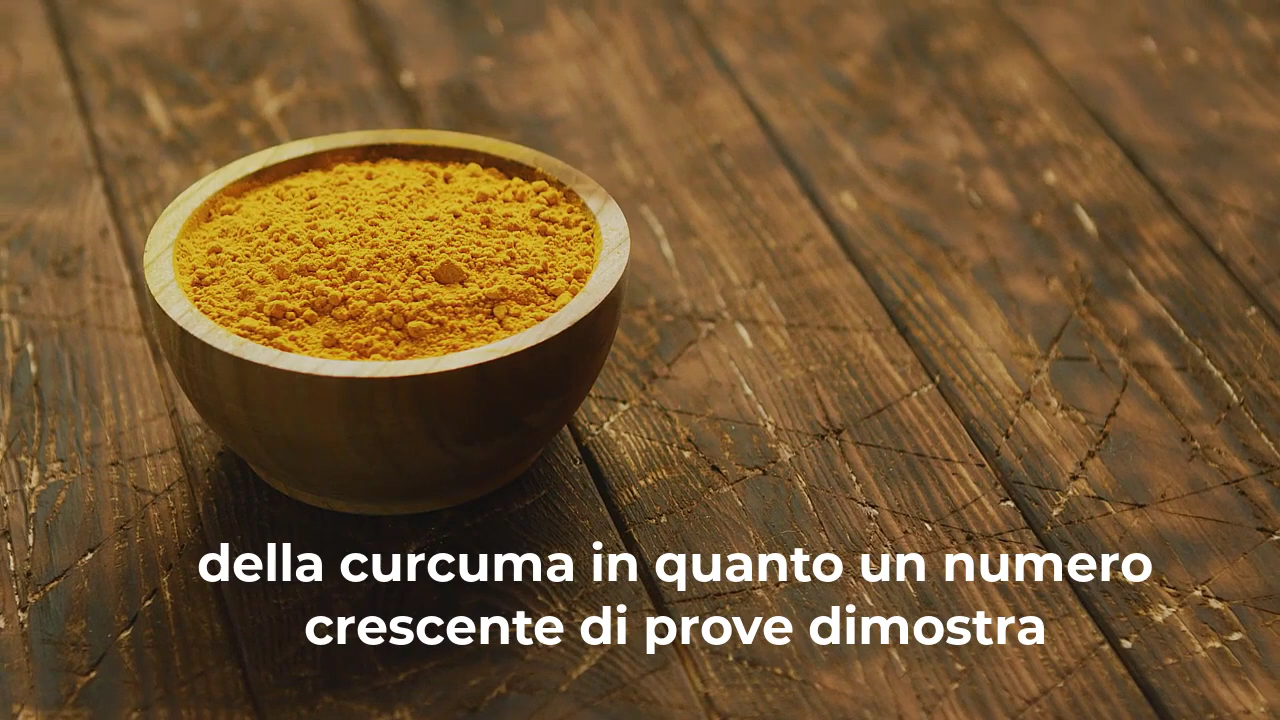 della curcuma in quanto un numero
crescente di prove dimostra